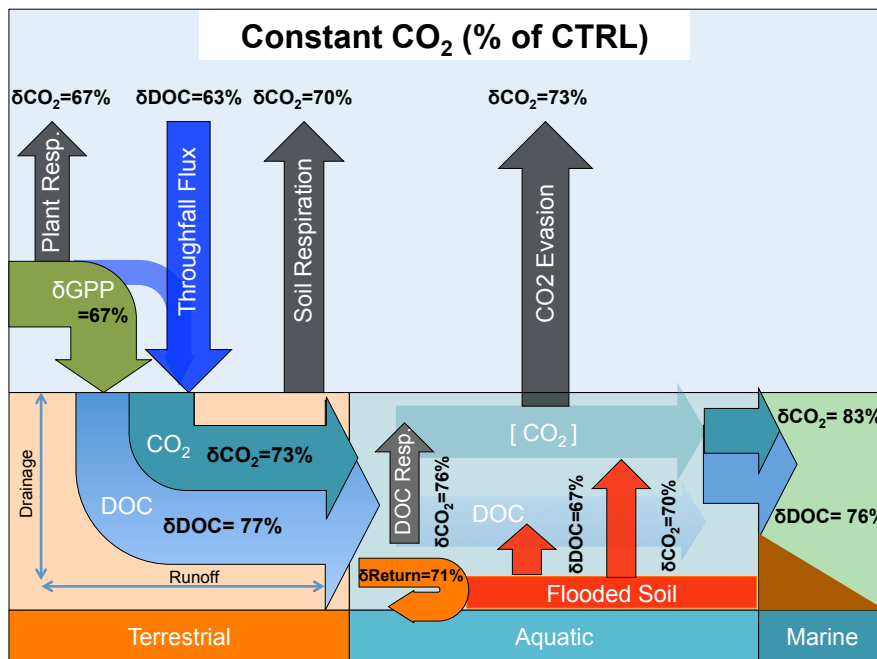 Constant CO₂ (% of CTRL)
δCO₂=67%
δDOC=63%
δCO₂=70%
δCO₂=73%
Plant Resp.
Throughfall Flux
Soil Respiration
CO2 Evasion
δGPP
=67%
CO₂
δCO₂=73%
DOC
δDOC= 77%
Drainage
Runoff
[ CO₂ ]
DOC Resp.
δCO₂=76%
DOC
δDOC=67%
δCO₂=70%
δReturn=71%
Flooded Soil
δCO₂= 83%
δDOC= 76%
Terrestrial
Aquatic
Marine